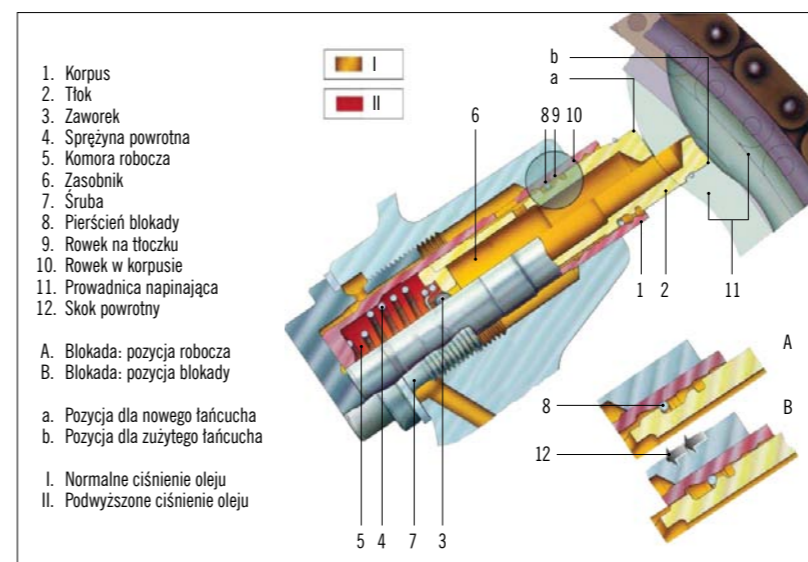 1. Korpus
2. Tłok
3. Zaworek
4. Sprężyna powrotna
5. Komora robocza
6. Zasobnik
7. Śruba
8. Pierścień blokady
9. Rowek na tłoczku
10. Rowek w korpusie
11. Prowadnica napinająca
12. Skok powrotny
A. Blokada: pozycja robocza
B. Blokada: pozycja blokady
a. Pozycja dla nowego łańcucha
b. Pozycja dla zużytego łańcucha
I. Normalne ciśnienie oleju
II. Podwyższone ciśnienie oleju
I
II
b
a
6
8 9 10
1
2
11
A
8
B
12
5 4 7 3